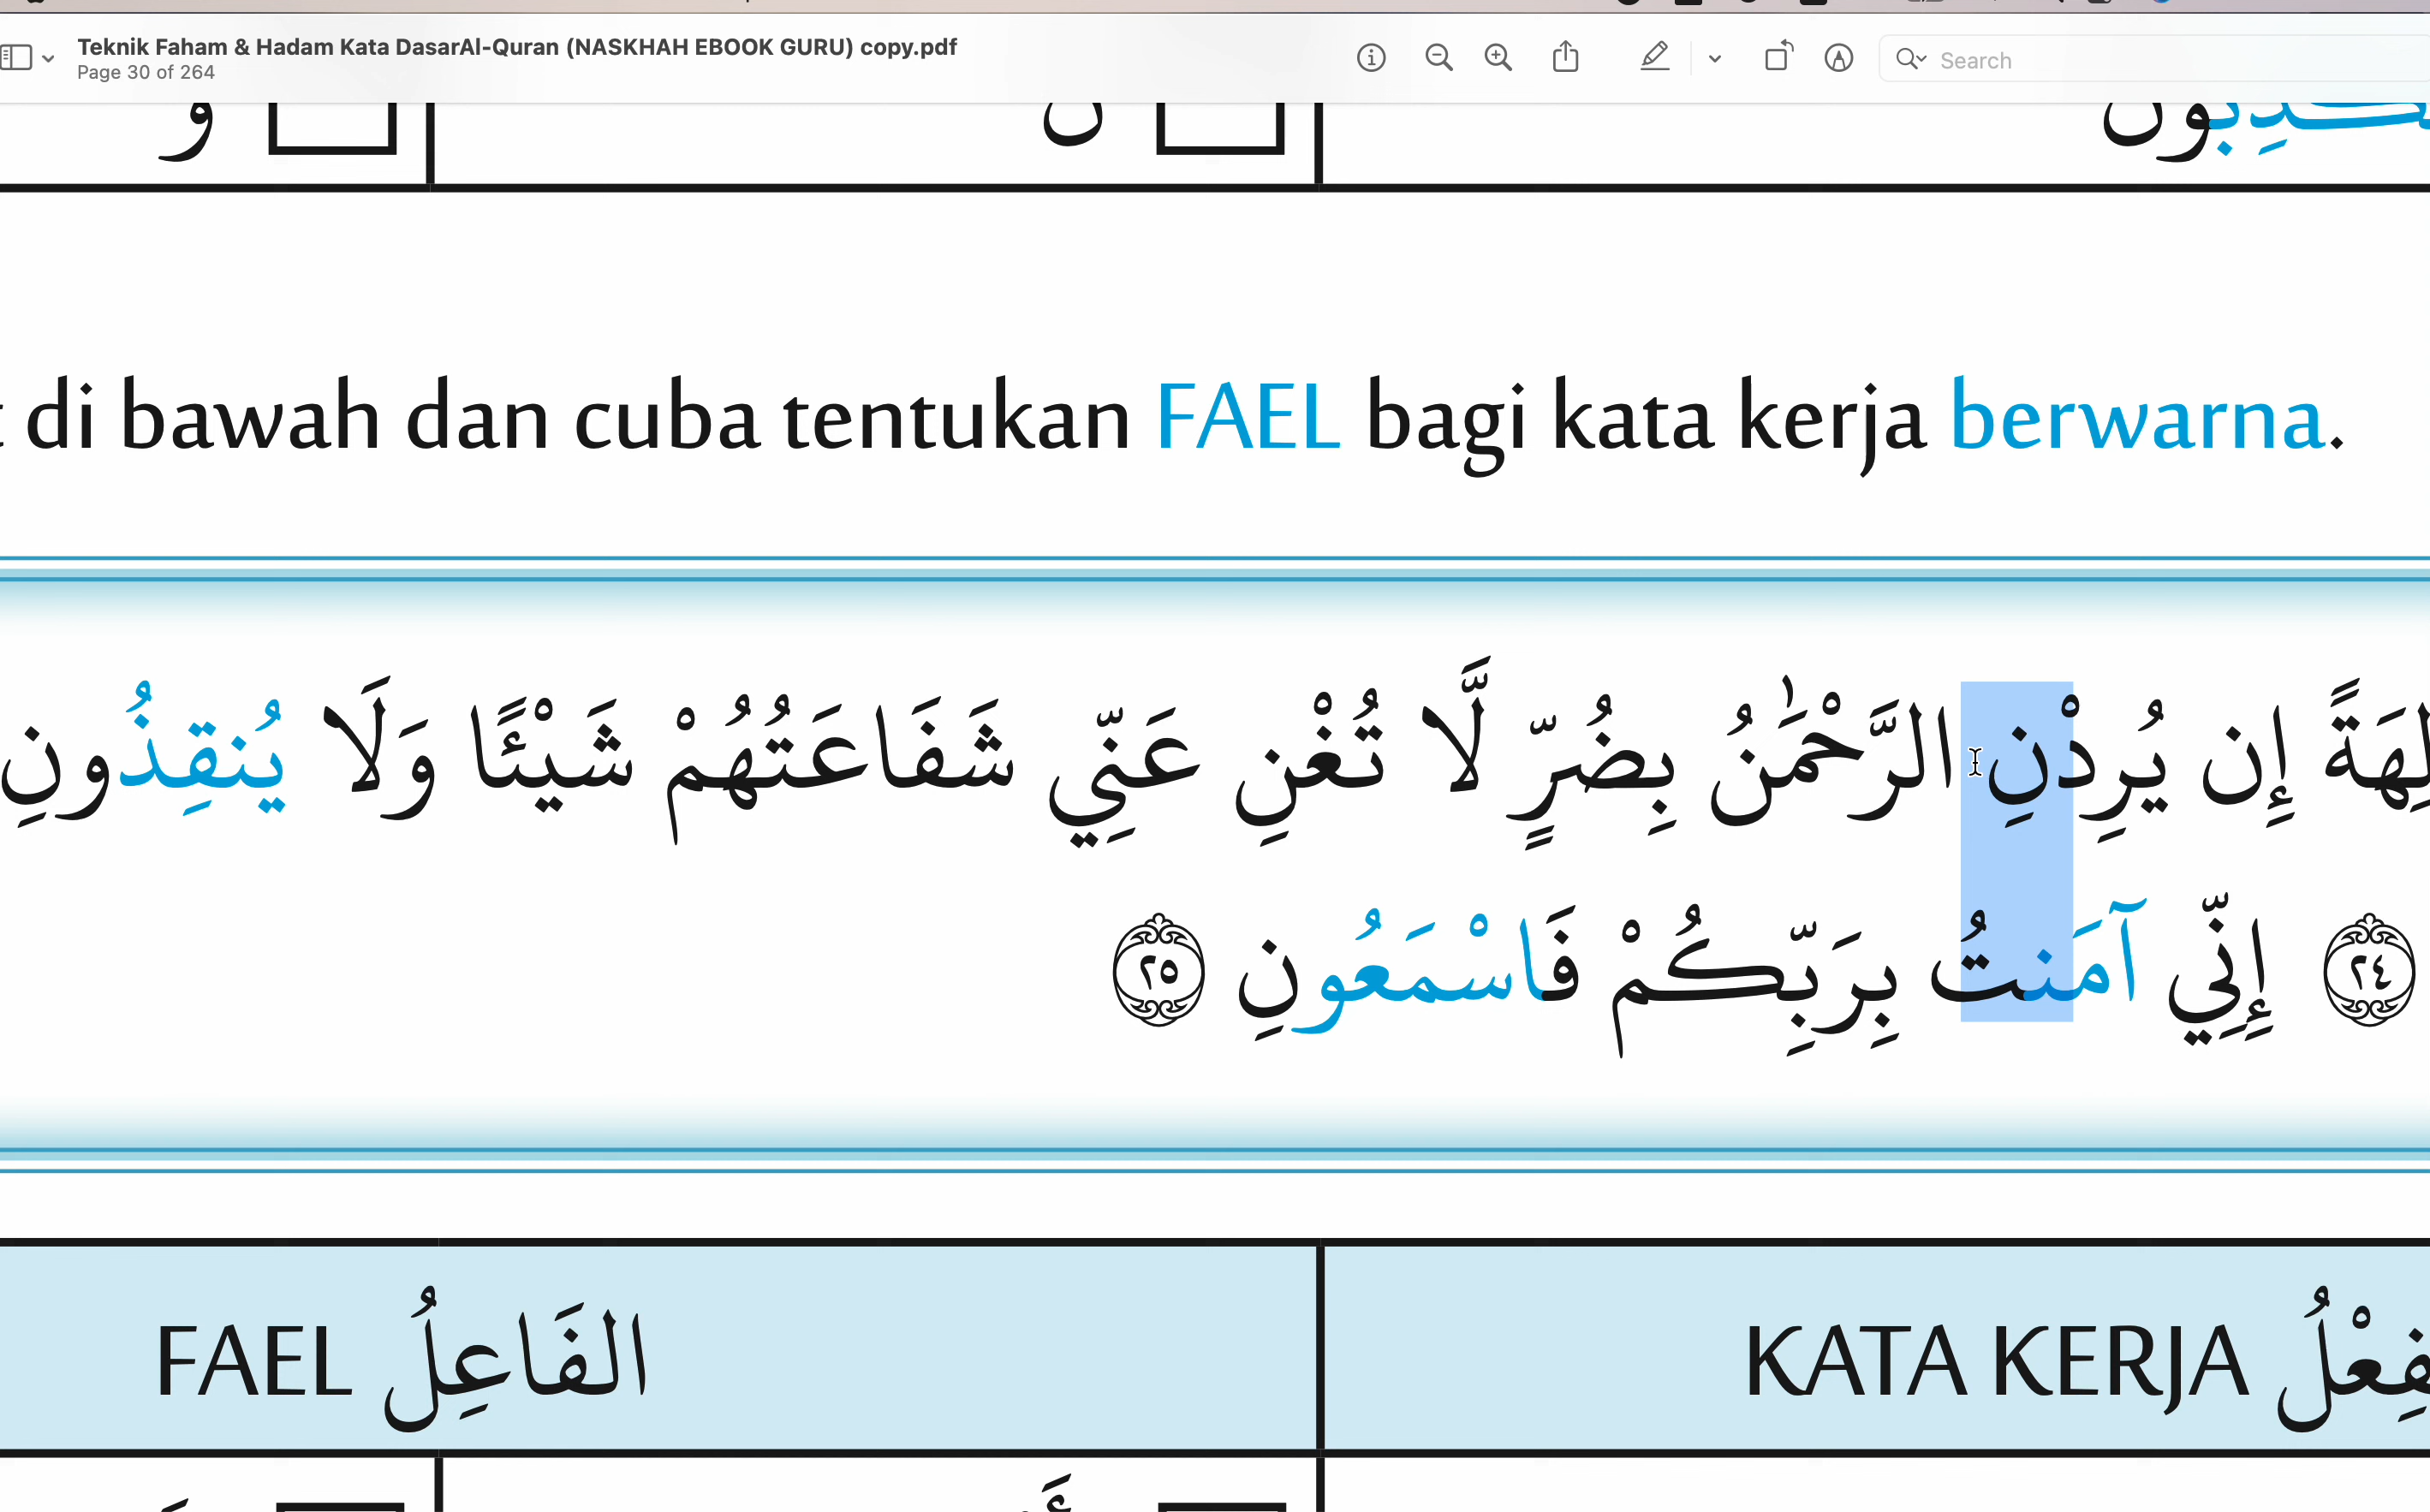 Teknik Faham & Hadam Kata DasarAl-Quran (NASKHAH EBOOK GURU) copy.pdf
Page 30 of 264
Search
di bawah dan cuba tentukan FAEL bagi kata kerja berwarna.
إِن يُرِدْنِ الرَّحْمَٰنُ بِضُرٍّ لَّا تُغْنِ عَنِّي شَفَاعَتُهُمْ شَيْئًا وَلَا يُنقِذُونِ
٢٤ إِنِّي آمَنتُ بِرَبِّكُمْ فَاسْمَعُونِ ٢٥
KATA KERJA
FAEL الفَاعِلُ